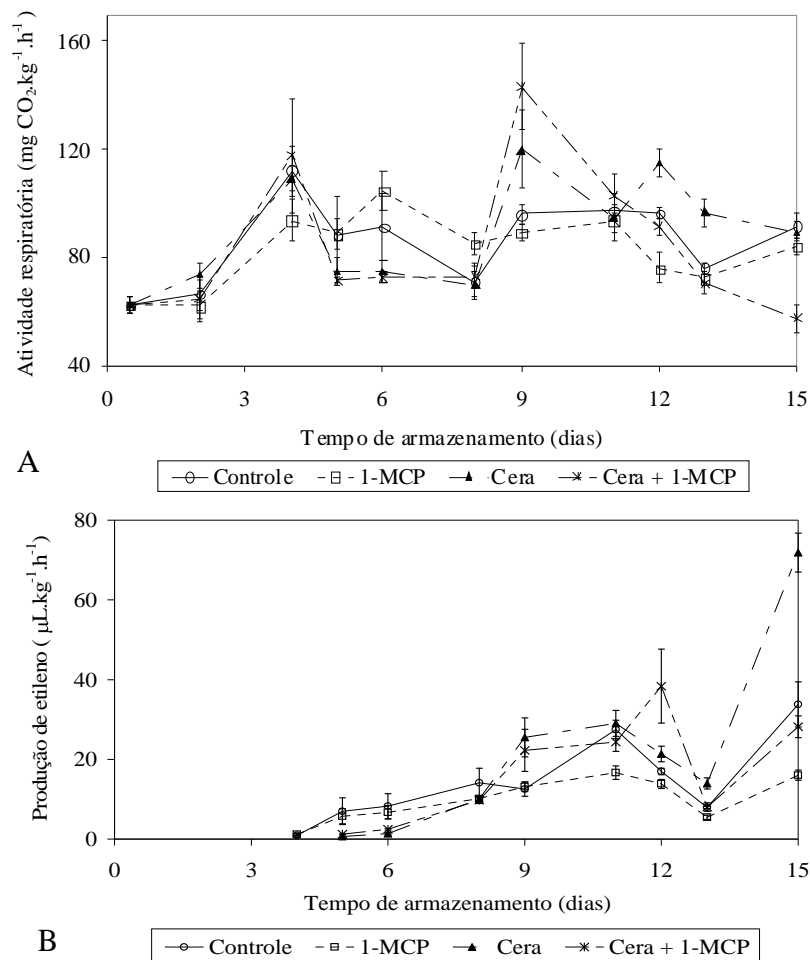 160
120
80
40
Atividade respiratória (mg CO₂.kg⁻¹.h⁻¹)
0 3 6 9 12 15
Tempo de armazenamento (dias)
A
Controle 1-MCP Cera Cera + 1-MCP
80
60
40
20
0
Produção de etileno ( µL.kg⁻¹.h⁻¹)
0 3 6 9 12 15
Tempo de armazenamento (dias)
B
Controle 1-MCP Cera Cera + 1-MCP